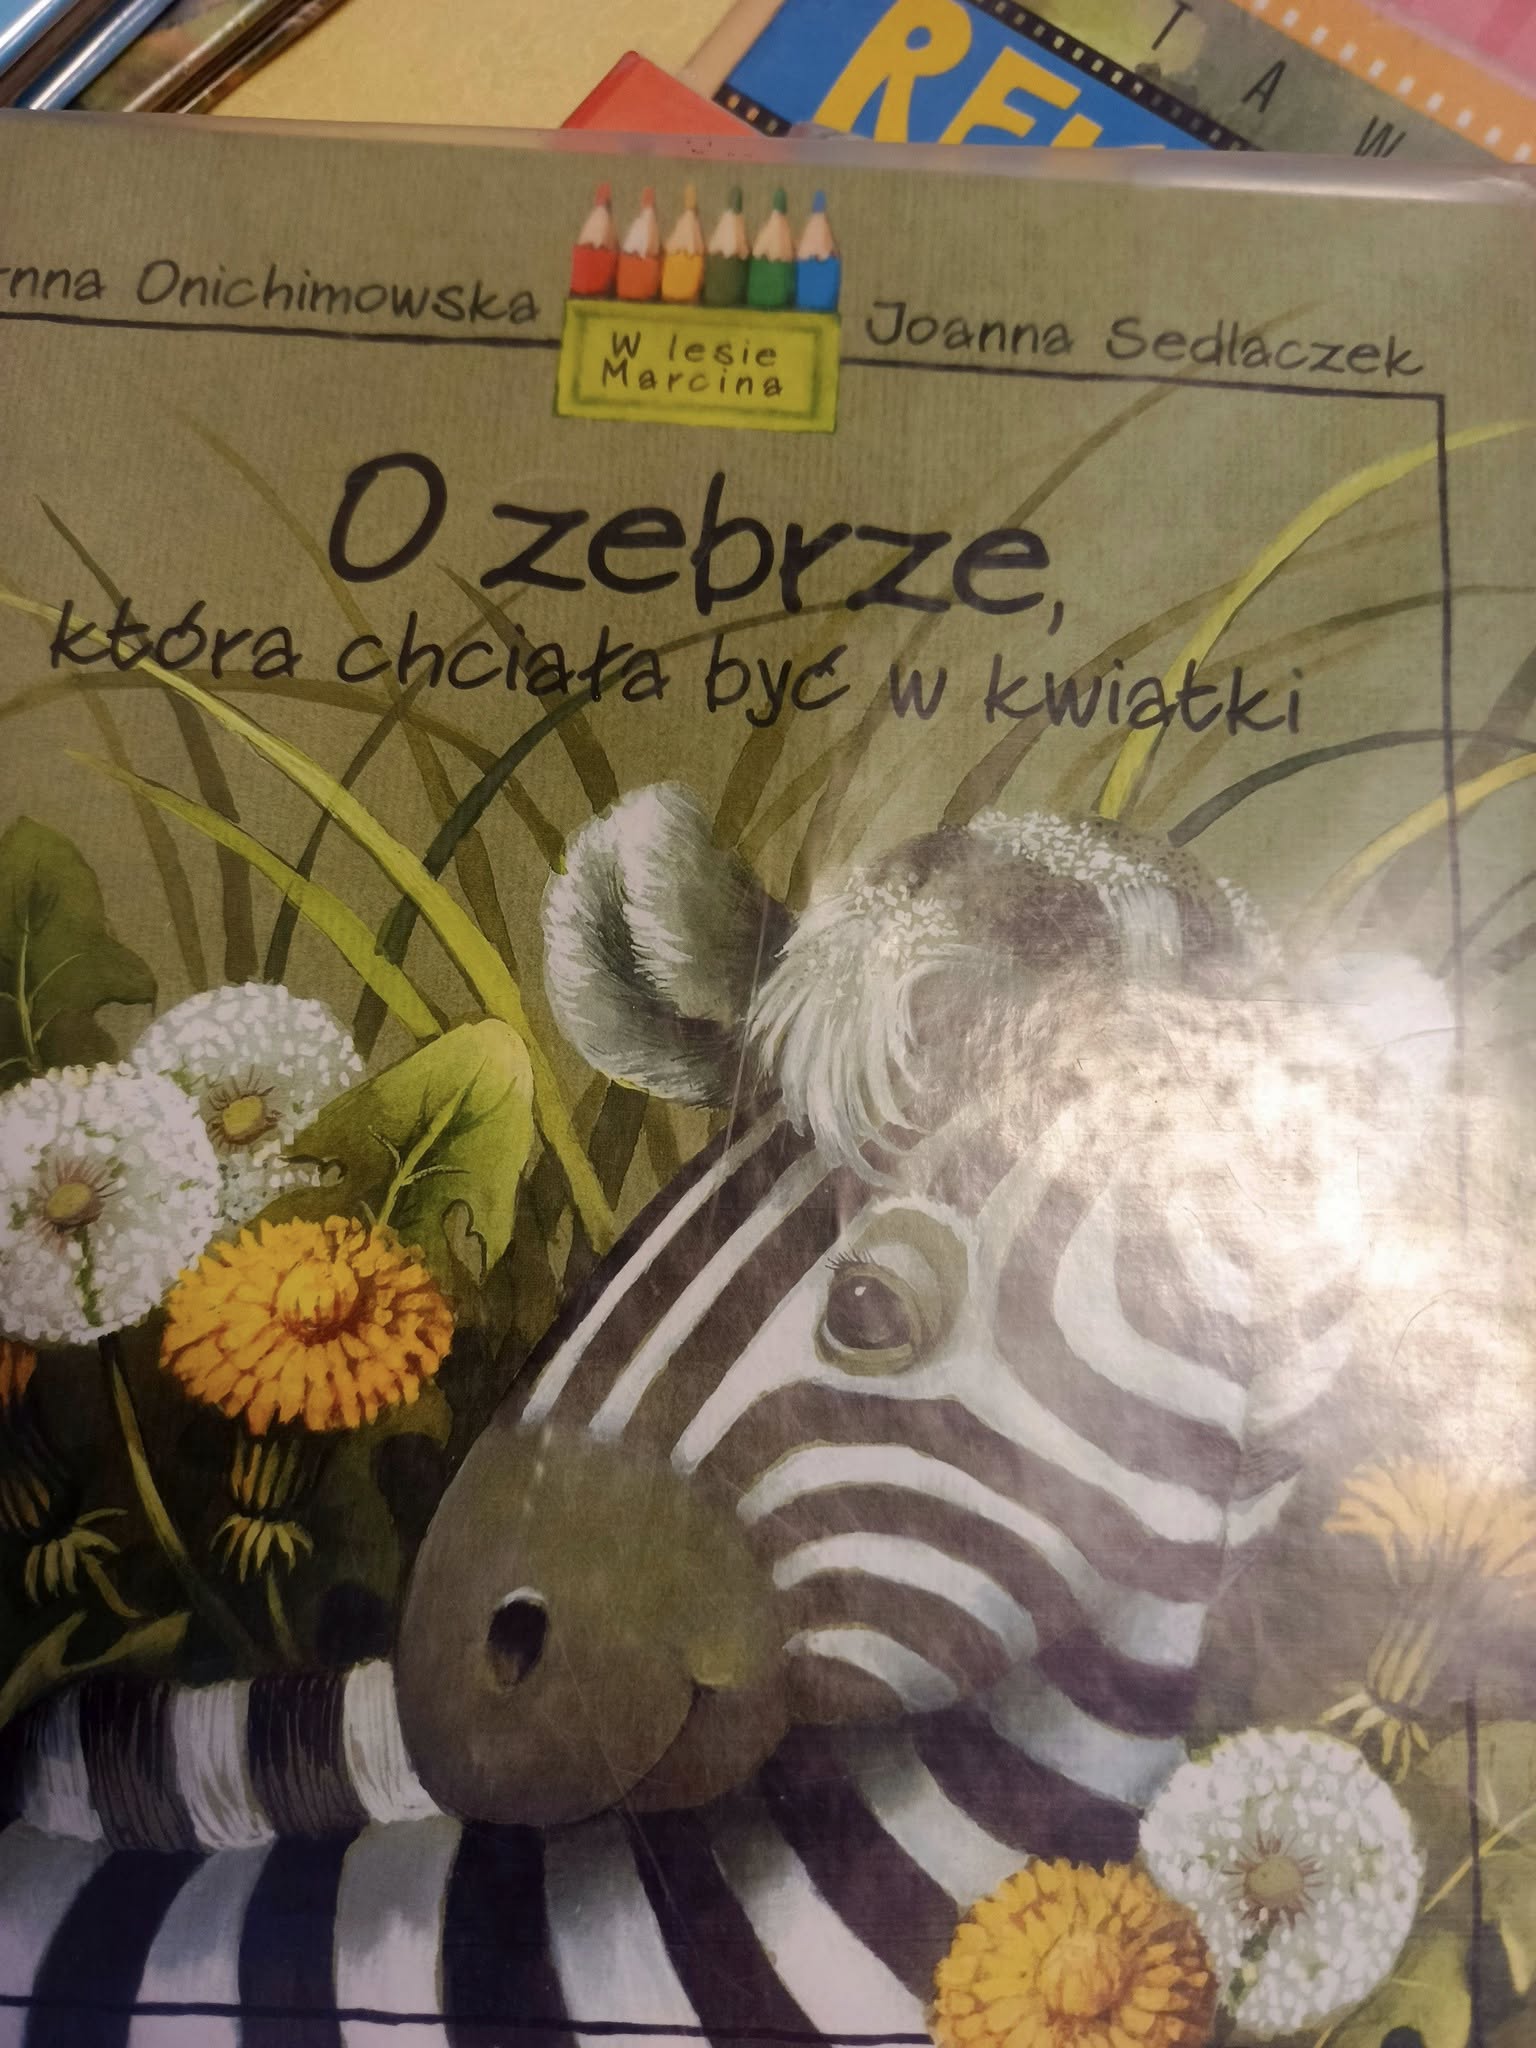 T A W
Onichimowska
W lesie
Marcina
Joanna Sedlaczek
O zebrze,
która chciała być w kwiatki